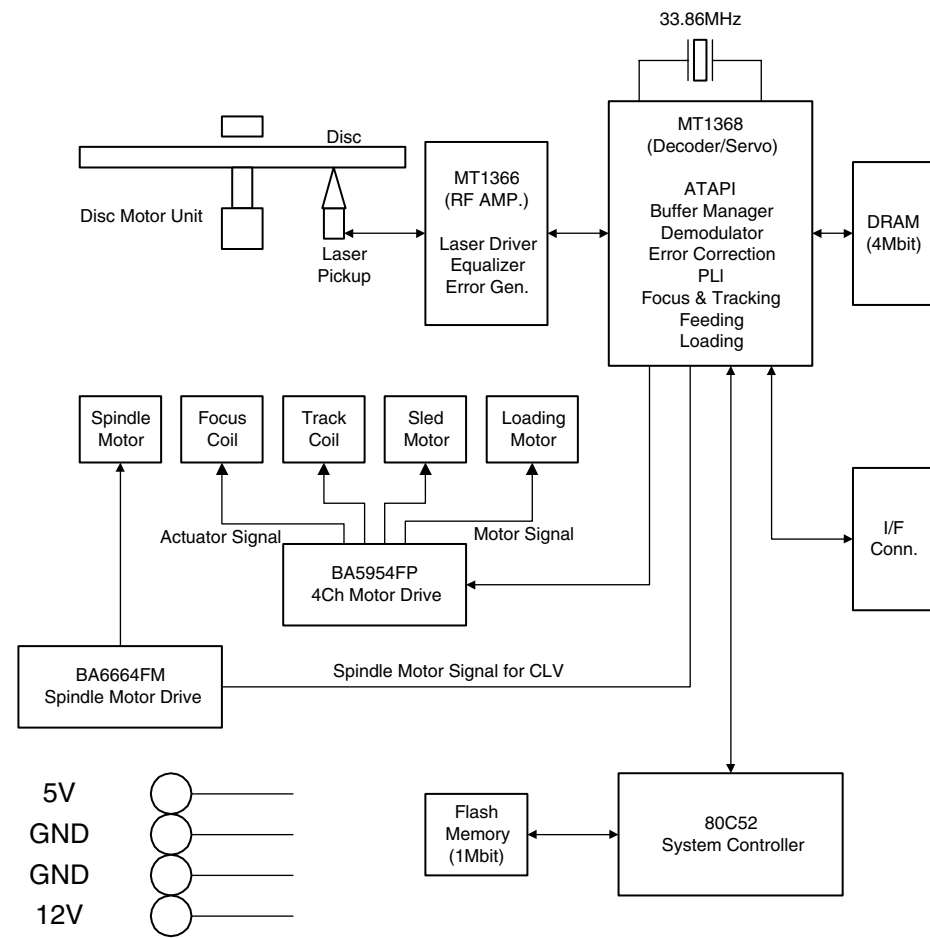 33.86MHz
Disc
Disc Motor Unit
Laser
Pickup
MT1366
(RF AMP.)
Laser Driver
Equalizer
Error Gen.
MT1368
(Decoder/Servo)
ATAPI
Buffer Manager
Demodulator
Error Correction
PLl
Focus & Tracking
Feeding
Loading
DRAM
(4Mbit)
Spindle
Motor
Focus
Coil
Track
Coil
Sled
Motor
Loading
Motor
Actuator Signal
Motor Signal
BA5954FP
4Ch Motor Drive
I/F
Conn.
BA6664FM
Spindle Motor Drive
Spindle Motor Signal for CLV
5V
GND
GND
12V
Flash
Memory
(1Mbit)
80C52
System Controller